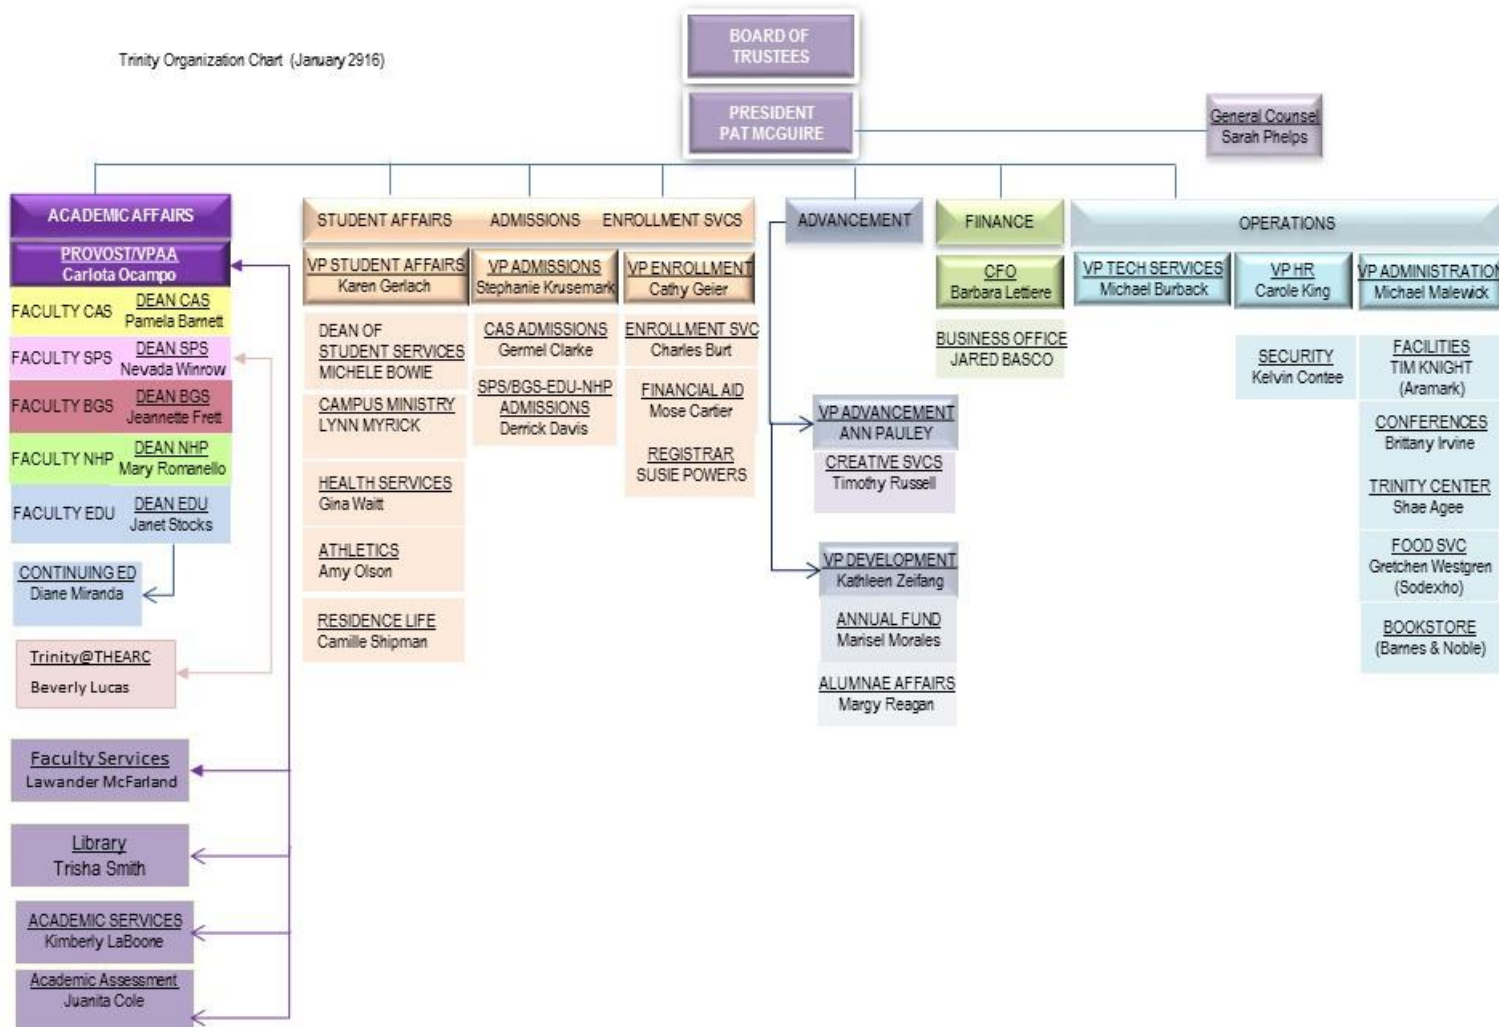 Trinity Organization Chart (January 2916)
BOARD OF
TRUSTEES
PRESIDENT
PAT MCGUIRE
General Counsel
Sarah Phelps
ACADEMIC AFFAIRS
PROVOST/VPAA
Carlota Ocampo
FACULTY CAS
DEAN CAS
Pamela Barnett
FACULTY SPS
DEAN SPS
Nevada Winrow
FACULTY BGS
DEAN BGS
Jeannette Frett
FACULTY NHP
DEAN NHP
Mary Romanello
FACULTY EDU
DEAN EDU
Janet Stocks
CONTINUING ED
Diane Miranda
Trinity@THEARC
Beverly Lucas
Faculty Services
Lawander McFarland
Library
Trisha Smith
ACADEMIC SERVICES
Kimberly LaBoone
Academic Assessment
Juanita Cole
STUDENT AFFAIRS
ADMISSIONS
ENROLLMENT SVCS
VP STUDENT AFFAIRS
Karen Gerlach
DEAN OF
STUDENT SERVICES
MICHELE BOWIE
CAMPUS MINISTRY
LYNN MYRICK
HEALTH SERVICES
Gina Waitt
ATHLETICS
Amy Olson
RESIDENCE LIFE
Camille Shipman
VP ADMISSIONS
Stephanie Krusemark
CAS ADMISSIONS
Germel Clarke
SPS/BGS-EDU-NHP
ADMISSIONS
Derrick Davis
VP ENROLLMENT
Cathy Geier
ENROLLMENT SVC
Charles Burt
FINANCIAL AID
Mose Cartier
REGISTRAR
SUSIE POWERS
ADVANCEMENT
VP ADVANCEMENT
ANN PAULEY
CREATIVE SVCS
Timothy Russell
VP DEVELOPMENT
Kathleen Zeifang
ANNUAL FUND
Marisel Morales
ALUMNAE AFFAIRS
Margy Reagan
FIINANCE
CFO
Barbara Lettiere
BUSINESS OFFICE
JARED BASCO
OPERATIONS
VP TECH SERVICES
Michael Burback
VP HR
Carole King
SECURITY
Kelvin Contee
VP ADMINISTRATION
Michael Malewick
FACILITIES
TIM KNIGHT
(Aramark)
CONFERENCES
Brittany Irvine
TRINITY CENTER
Shae Agee
FOOD SVC
Gretchen Westgren
(Sodexho)
BOOKSTORE
(Barnes & Noble)